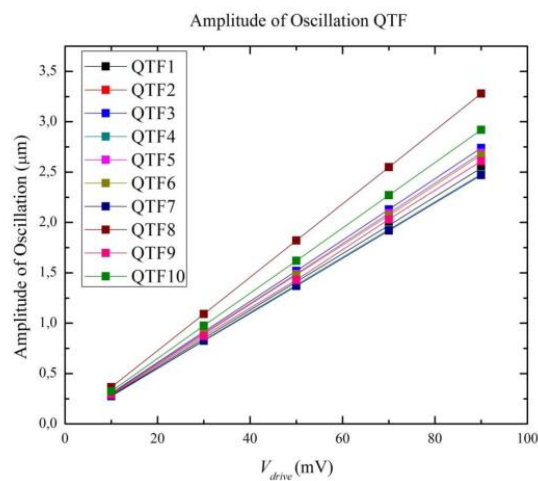 Amplitude of Oscillation QTF
Amplitude of Oscillation (μm)
3,5
3,0
2,5
2,0
1,5
1,0
0,5
0,0
QTF1
QTF2
QTF3
QTF4
QTF5
QTF6
QTF7
QTF8
QTF9
QTF10
0 20 40 60 80 100
V_drive (mV)